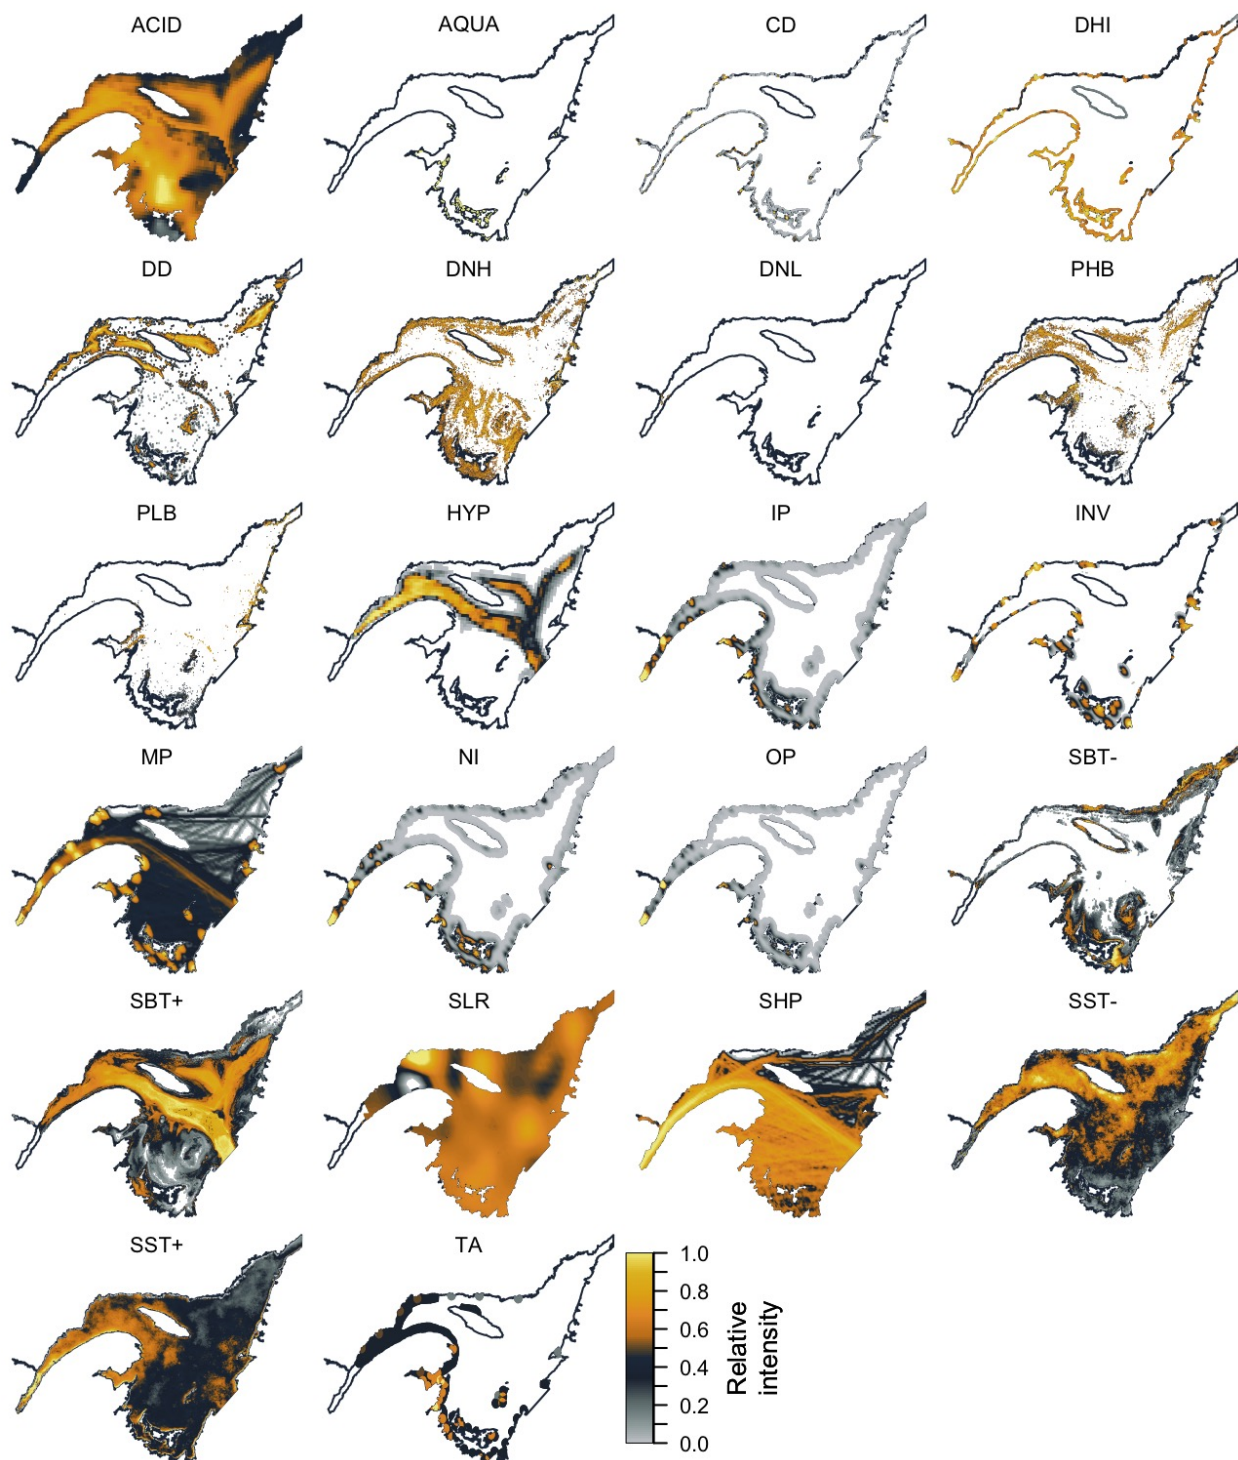 ACID AQUA CD DHI
DD DNH DNL PHB
PLB HYP IP INV
MP NI OP SBT-
SBT+ SLR SHP SST-
SST+ TA
1.0
0.8
0.6
0.4
0.2
0.0
Relative
intensity